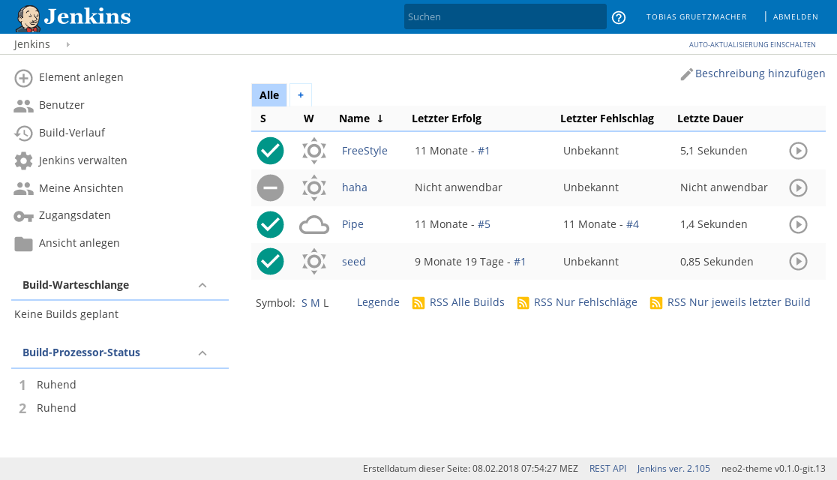 Jenkins
Suchen
TOBIAS GRUETZMACHER
ABMELDEN
Jenkins
AUTO-AKTUALISIERUNG EINSCHALTEN
Element anlegen
Benutzer
Build-Verlauf
Jenkins verwalten
Meine Ansichten
Zugangsdaten
Ansicht anlegen
Build-Warteschlange
Keine Builds geplant
Build-Prozessor-Status
1 Ruhend
2 Ruhend
Beschreibung hinzufügen
Alle +
S W Name ↓ Letzter Erfolg Letzter Fehlschlag Letzte Dauer
FreeStyle 11 Monate - #1 Unbekannt 5,1 Sekunden
haha Nicht anwendbar Unbekannt Nicht anwendbar
Pipe 11 Monate - #5 11 Monate - #4 1,4 Sekunden
seed 9 Monate 19 Tage - #1 Unbekannt 0,85 Sekunden
Symbol: S M L Legende RSS Alle Builds RSS Nur Fehlschläge RSS Nur jeweils letzter Build
Erstelldatum dieser Seite: 08.02.2018 07:54:27 MEZ REST API Jenkins ver. 2.105 neo2-theme v0.1.0-git.13